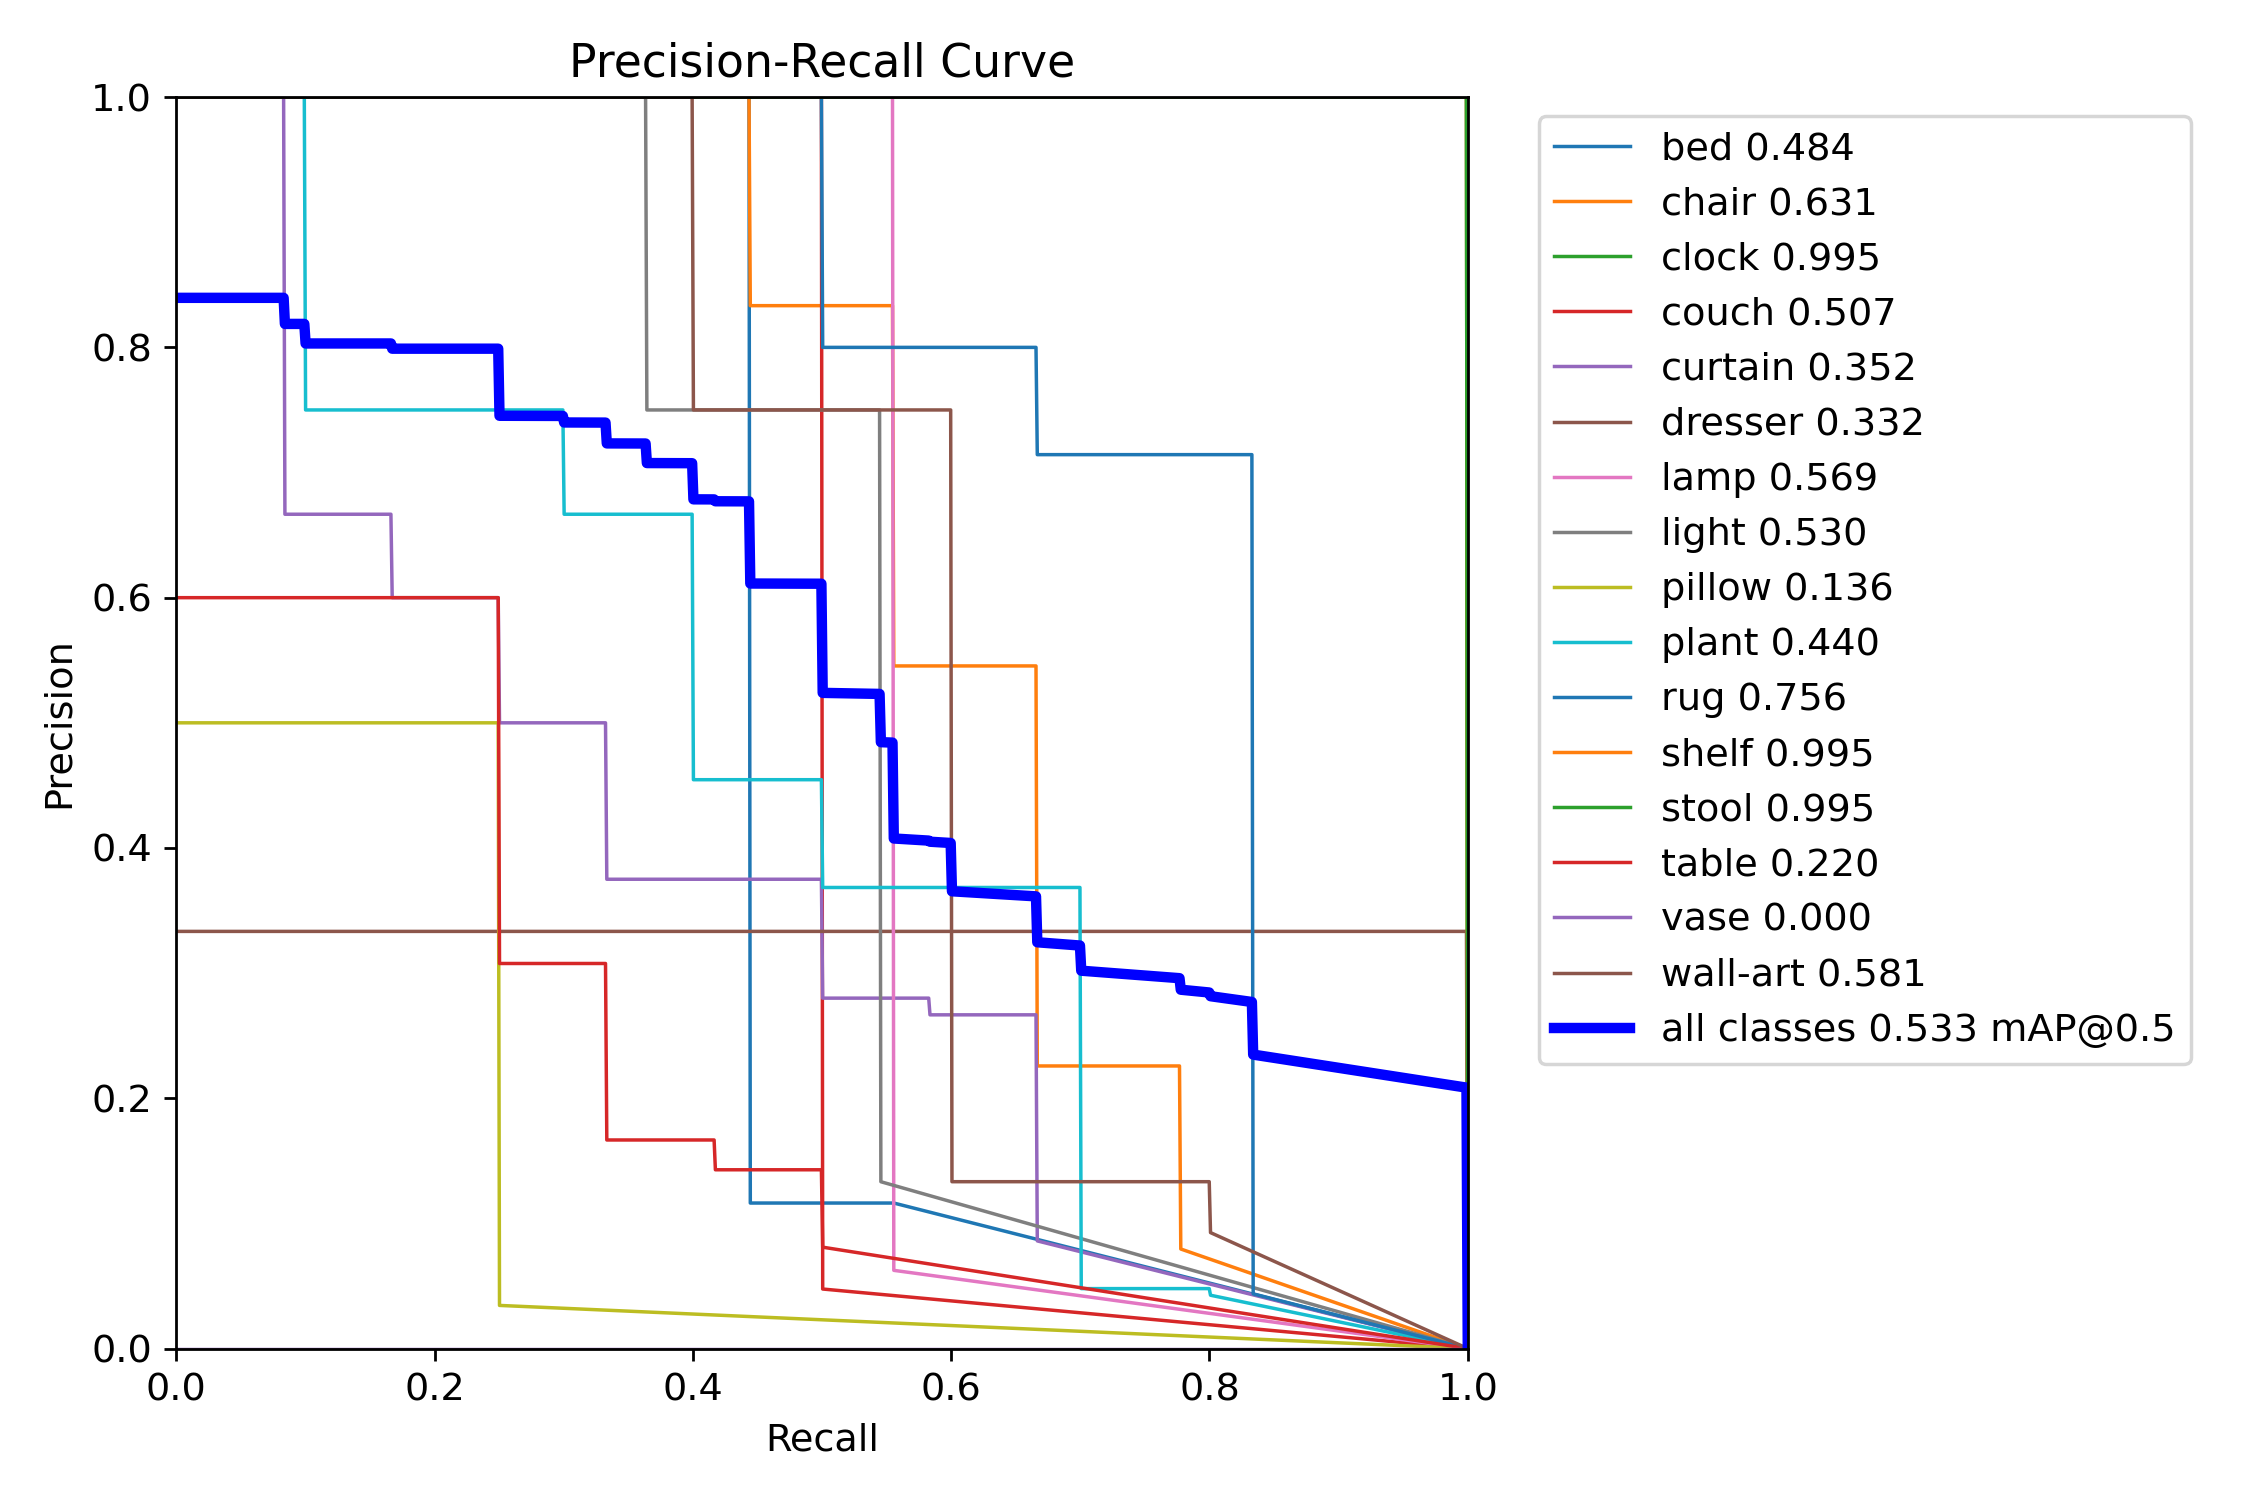 Precision-Recall Curve
1.0
0.8
0.6
0.4
0.2
0.0
Precision
0.0 0.2 0.4 0.6 0.8 1.0
Recall
bed 0.484
chair 0.631
clock 0.995
couch 0.507
curtain 0.352
dresser 0.332
lamp 0.569
light 0.530
pillow 0.136
plant 0.440
rug 0.756
shelf 0.995
stool 0.995
table 0.220
vase 0.000
wall-art 0.581
all classes 0.533 mAP@0.5